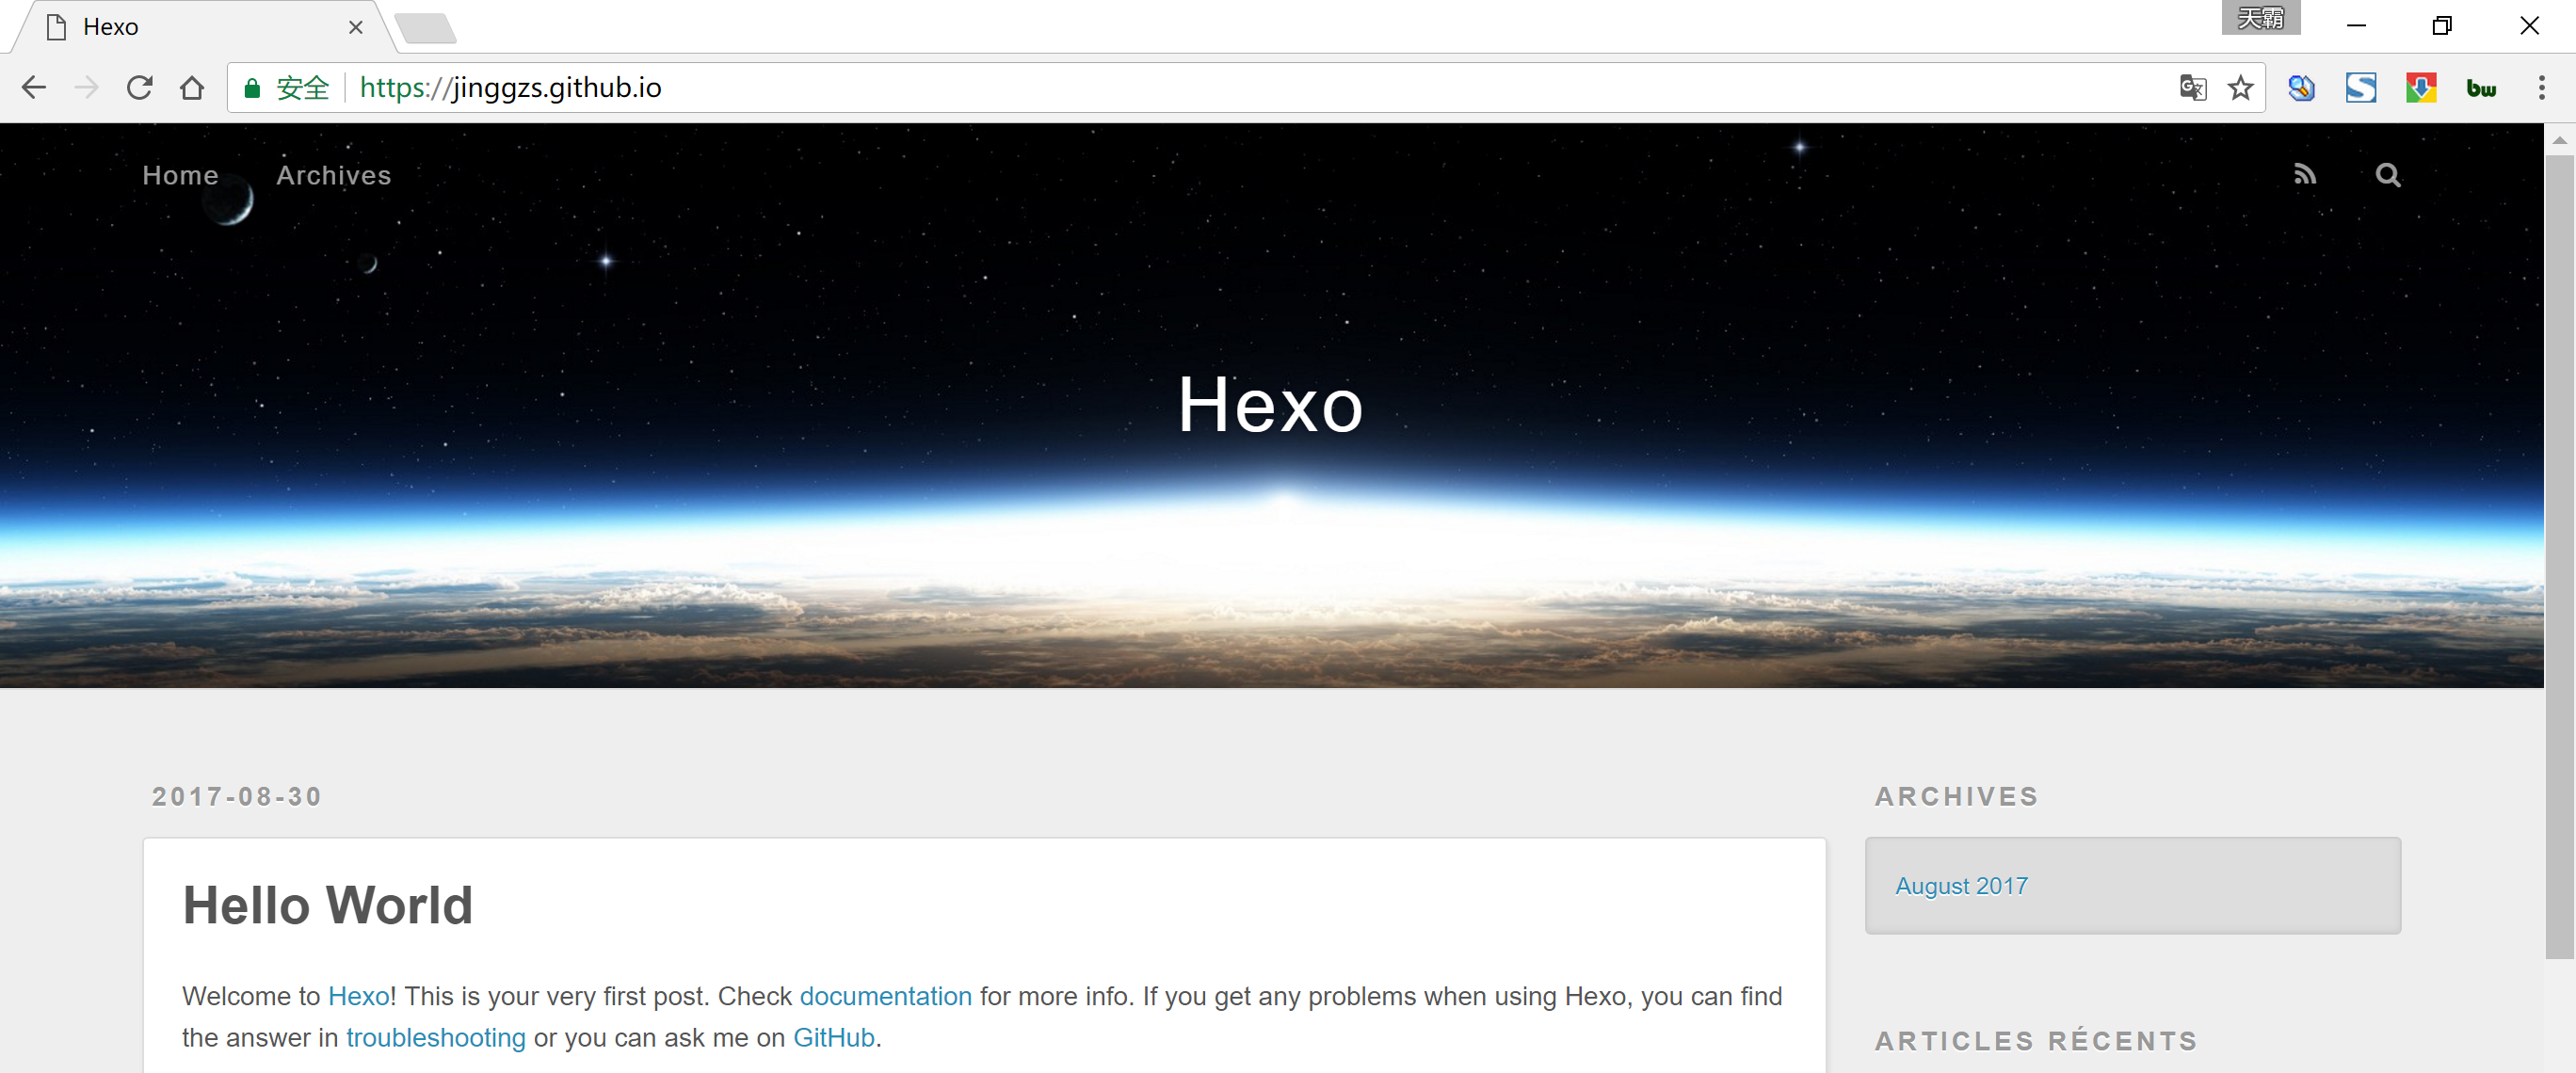 Hexo
天霸
安全 https://jinggzs.github.io
bw
Home Archives
Hexo
2017-08-30
Hello World
Welcome to Hexo! This is your very first post. Check documentation for more info. If you get any problems when using Hexo, you can find
the answer in troubleshooting or you can ask me on GitHub.
ARCHIVES
August 2017
ARTICLES RÉCENTS